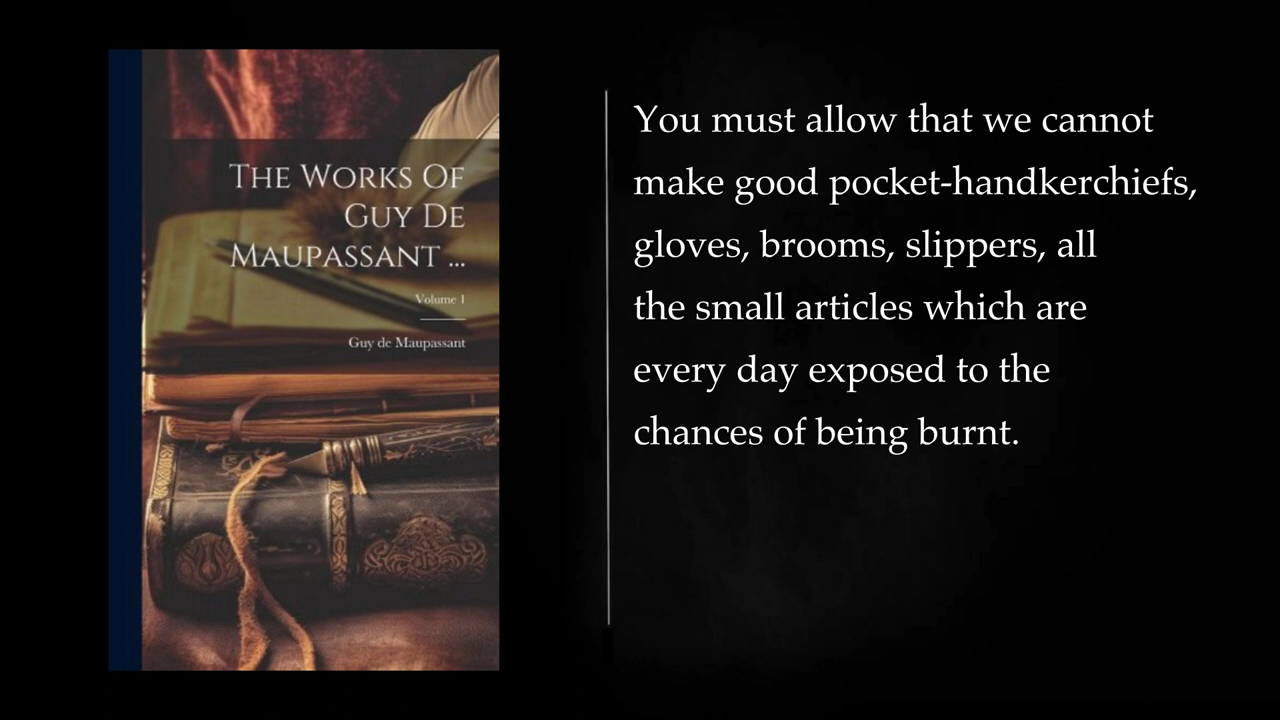 The Works Of
Guy De
Maupassant ...
Volume 1
Guy de Maupassant
You must allow that we cannot
make good pocket-handkerchiefs,
gloves, brooms, slippers, all
the small articles which are
every day exposed to the
chances of being burnt.